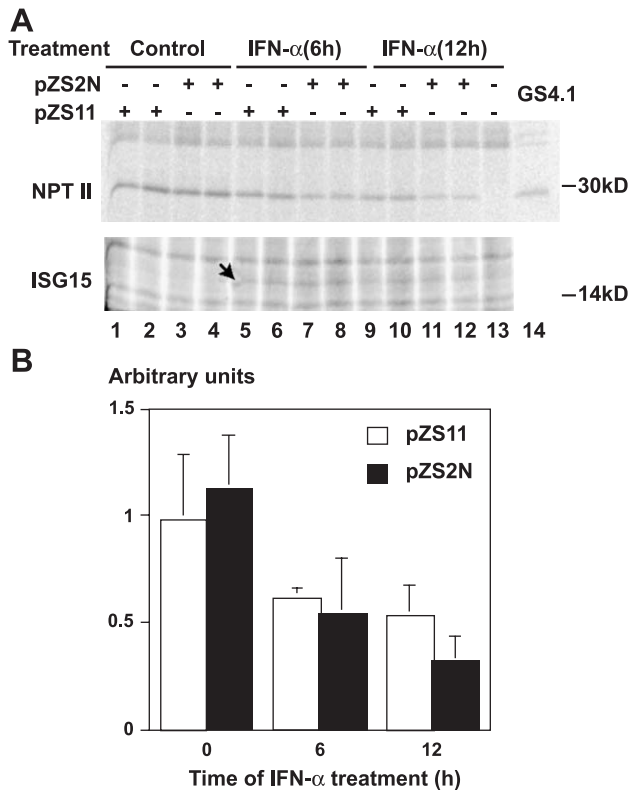 A
Treatment Control IFN-α(6h) IFN-α(12h)
pZS2N - - + + - - + + - - + + - GS4.1
pZS11 + + - - + + - - + + - - -
NPT II –30kD
ISG15 –14kD
1 2 3 4 5 6 7 8 9 10 11 12 13 14
B
Arbitrary units
1.5
pZS11
pZS2N
1
0.5
0
0 6 12
Time of IFN-α treatment (h)